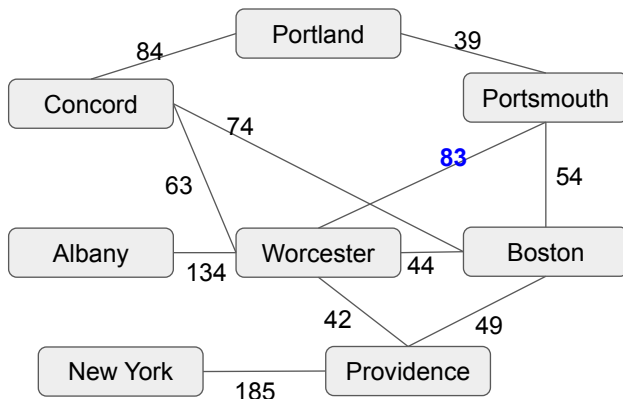 Portland
84
39
Concord
Portsmouth
74
83
63
54
Albany
Worcester
Boston
134
44
42
49
New York
Providence
185